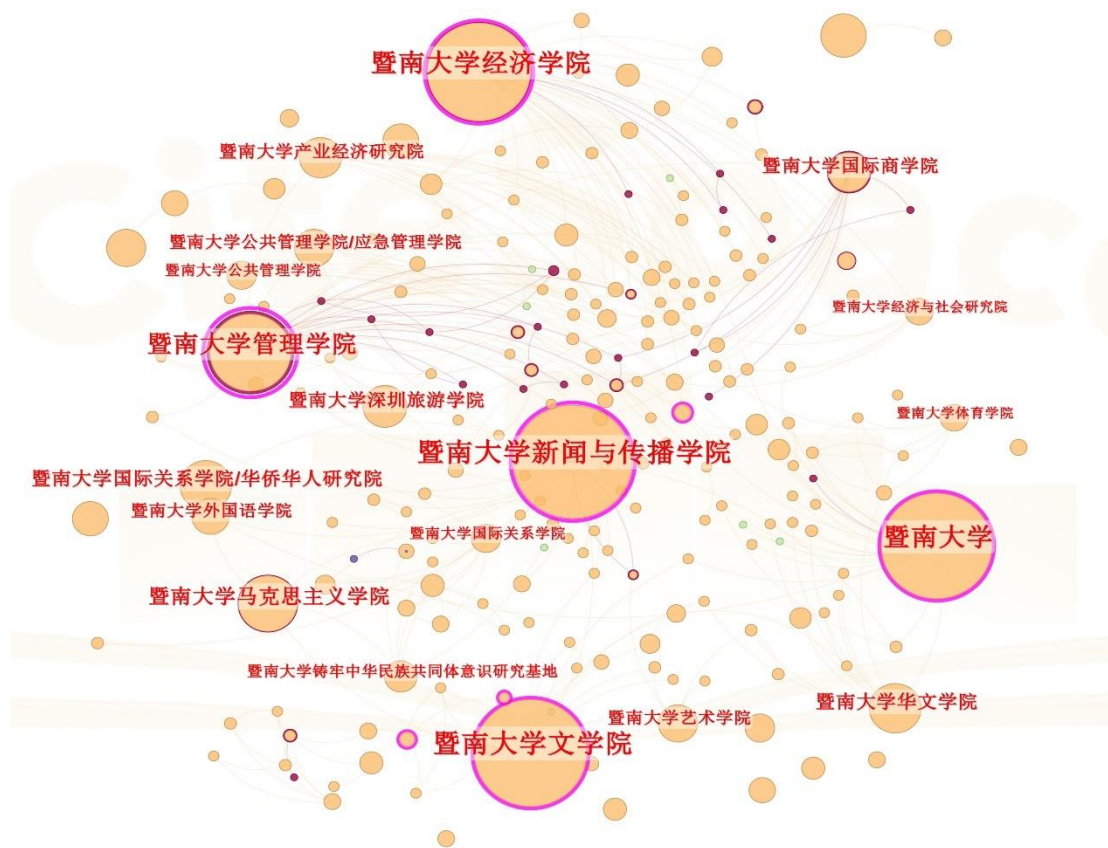 暨南大学经济学院
暨南大学产业经济研究院
暨南大学国际商学院
暨南大学公共管理学院/应急管理学院
暨南大学公共管理学院
暨南大学经济与社会研究院
暨南大学管理学院
暨南大学深圳旅游学院
暨南大学体育学院
暨南大学新闻与传播学院
暨南大学国际关系学院/华侨华人研究院
暨南大学外国语学院
暨南大学国际关系学院
暨南大学
暨南大学马克思主义学院
暨南大学铸牢中华民族共同体意识研究基地
暨南大学华文学院
暨南大学艺术学院
暨南大学文学院